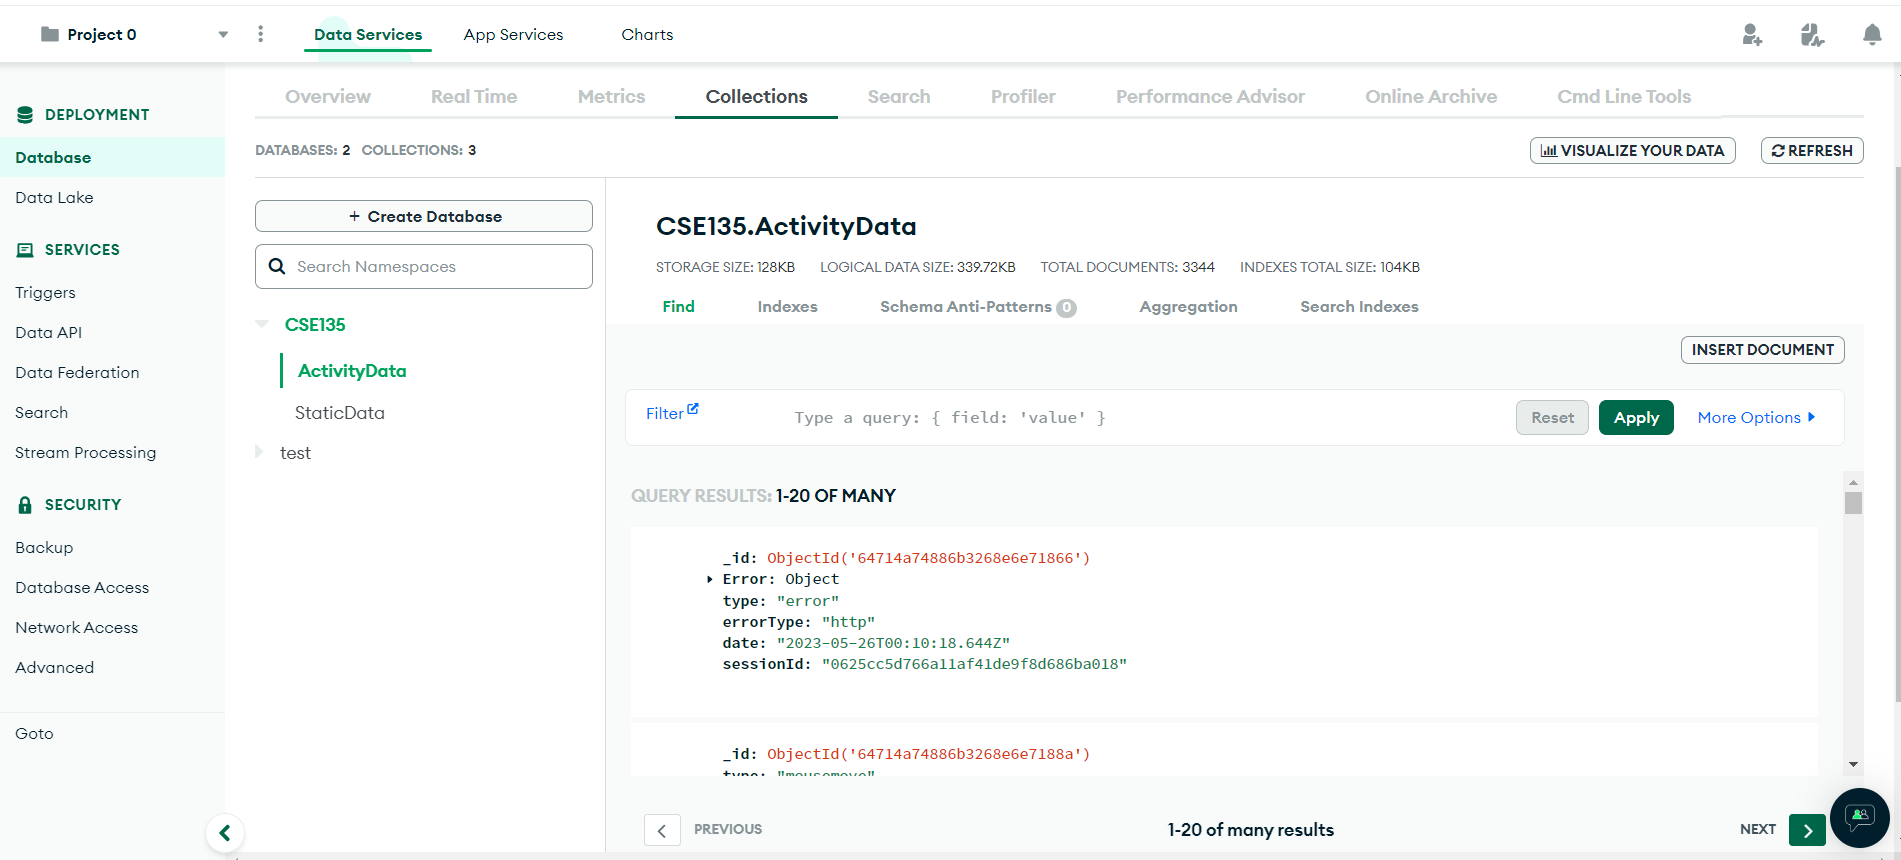 Project 0
Data Services
App Services
Charts
DEPLOYMENT
Database
Data Lake
SERVICES
Triggers
Data API
Data Federation
Search
Stream Processing
SECURITY
Backup
Database Access
Network Access
Advanced
Goto
Overview
Real Time
Metrics
Collections
Search
Profiler
Performance Advisor
Online Archive
Cmd Line Tools
DATABASES: 2 COLLECTIONS: 3
VISUALIZE YOUR DATA
REFRESH
+ Create Database
Search Namespaces
CSE135
ActivityData
StaticData
test
CSE135.ActivityData
STORAGE SIZE: 128KB LOGICAL DATA SIZE: 339.72KB TOTAL DOCUMENTS: 3344 INDEXES TOTAL SIZE: 104KB
Find
Indexes
Schema Anti-Patterns 0
Aggregation
Search Indexes
INSERT DOCUMENT
Filter
Type a query: { field: 'value' }
Reset
Apply
More Options
QUERY RESULTS: 1-20 OF MANY
_id: ObjectId('64714a74886b3268e6e71866')
Error: Object
type: "error"
errorType: "http"
date: "2023-05-26T00:10:18.644Z"
sessionId: "0625cc5d766a11af41de9f8d686ba018"
_id: ObjectId('64714a74886b3268e6e7188a')
type: "mousemove"
PREVIOUS
1-20 of many results
NEXT